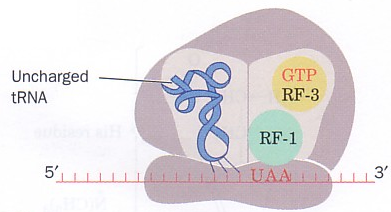 Uncharged
tRNA
GTP
RF-3
RF-1
5′
UAA
3′